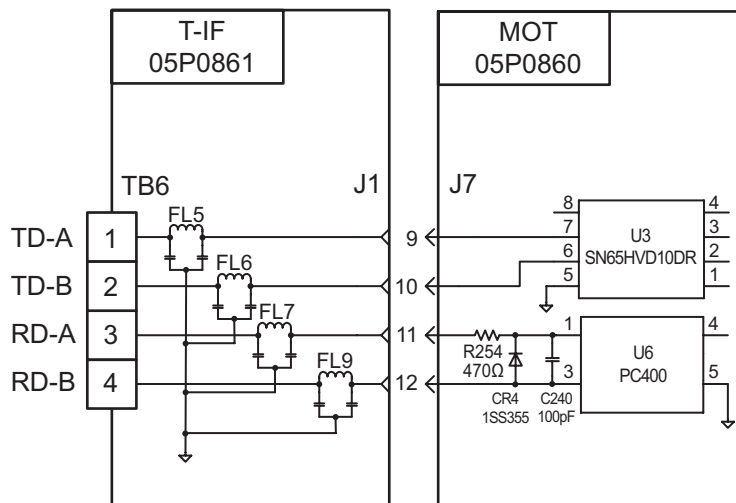 T-IF
05P0861
MOT
05P0860
TB6
J1
J7
FL5
8
4
TD-A
1
9
7
U3
3
FL6
SN65HVD10DR
6
2
TD-B
2
10
5
1
FL7
RD-A
3
11
1
4
R254
470Ω
U6
PC400
FL9
RD-B
4
12
3
5
CR4
1SS355
C240
100pF